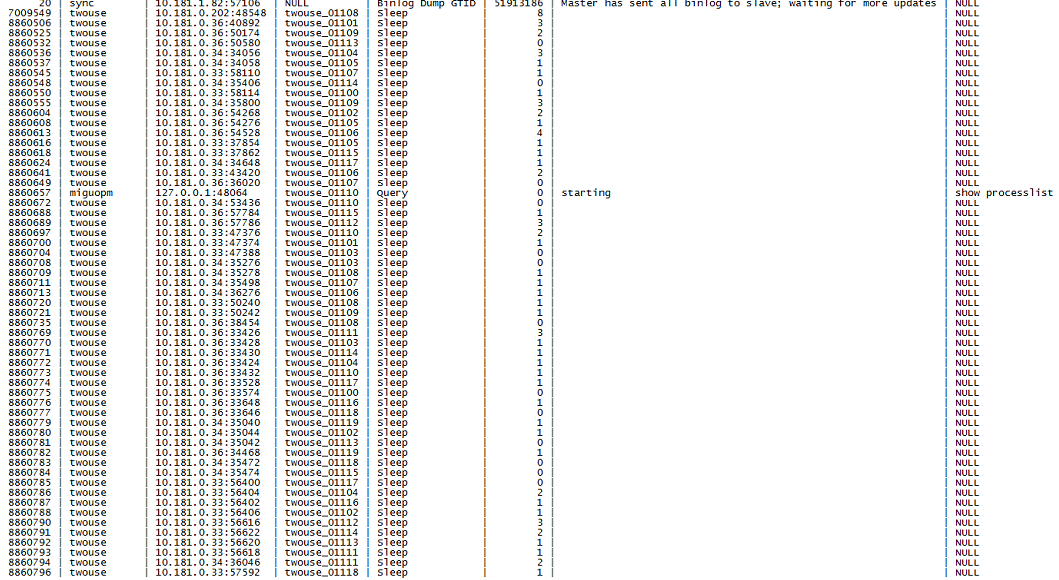 20 | sync | 10.181.1.82:57106 | NULL | Binlog Dump GTID | 51913186 | Master has sent all binlog to slave; waiting for more updates | NULL
7009549 | twouse | 10.181.0.202:48548 | twouse_01108 | Sleep | 8 | | NULL
8860506 | twouse | 10.181.0.36:40892 | twouse_01101 | Sleep | 3 | | NULL
8860525 | twouse | 10.181.0.36:50174 | twouse_01109 | Sleep | 2 | | NULL
8860532 | twouse | 10.181.0.36:50580 | twouse_01113 | Sleep | 0 | | NULL
8860536 | twouse | 10.181.0.34:34056 | twouse_01104 | Sleep | 3 | | NULL
8860537 | twouse | 10.181.0.34:34058 | twouse_01105 | Sleep | 1 | | NULL
8860545 | twouse | 10.181.0.33:58110 | twouse_01107 | Sleep | 1 | | NULL
8860548 | twouse | 10.181.0.34:35406 | twouse_01114 | Sleep | 0 | | NULL
8860550 | twouse | 10.181.0.33:58114 | twouse_01100 | Sleep | 1 | | NULL
8860555 | twouse | 10.181.0.34:35800 | twouse_01109 | Sleep | 3 | | NULL
8860604 | twouse | 10.181.0.36:54268 | twouse_01102 | Sleep | 2 | | NULL
8860608 | twouse | 10.181.0.36:54276 | twouse_01105 | Sleep | 1 | | NULL
8860613 | twouse | 10.181.0.36:54528 | twouse_01106 | Sleep | 4 | | NULL
8860616 | twouse | 10.181.0.33:37854 | twouse_01115 | Sleep | 1 | | NULL
8860618 | twouse | 10.181.0.33:37862 | twouse_01115 | Sleep | 1 | | NULL
8860624 | twouse | 10.181.0.34:34648 | twouse_01117 | Sleep | 1 | | NULL
8860641 | twouse | 10.181.0.33:43420 | twouse_01106 | Sleep | 2 | | NULL
8860649 | twouse | 10.181.0.36:36020 | twouse_01107 | Sleep | 0 | | NULL
8860657 | miguopm | 127.0.0.1:48064 | twouse_01110 | Query | 0 | starting | show processlist
8860672 | twouse | 10.181.0.34:53436 | twouse_01110 | Sleep | 0 | | NULL
8860688 | twouse | 10.181.0.36:57784 | twouse_01115 | Sleep | 1 | | NULL
8860689 | twouse | 10.181.0.36:57786 | twouse_01112 | Sleep | 3 | | NULL
8860697 | twouse | 10.181.0.33:47376 | twouse_01110 | Sleep | 2 | | NULL
8860700 | twouse | 10.181.0.33:47374 | twouse_01101 | Sleep | 1 | | NULL
8860704 | twouse | 10.181.0.33:47388 | twouse_01103 | Sleep | 0 | | NULL
8860708 | twouse | 10.181.0.34:35276 | twouse_01103 | Sleep | 0 | | NULL
8860709 | twouse | 10.181.0.34:35278 | twouse_01108 | Sleep | 1 | | NULL
8860711 | twouse | 10.181.0.34:35498 | twouse_01107 | Sleep | 1 | | NULL
8860713 | twouse | 10.181.0.34:36276 | twouse_01106 | Sleep | 1 | | NULL
8860720 | twouse | 10.181.0.33:50240 | twouse_01108 | Sleep | 1 | | NULL
8860721 | twouse | 10.181.0.33:50242 | twouse_01109 | Sleep | 1 | | NULL
8860735 | twouse | 10.181.0.36:38454 | twouse_01108 | Sleep | 0 | | NULL
8860769 | twouse | 10.181.0.36:33426 | twouse_01111 | Sleep | 3 | | NULL
8860770 | twouse | 10.181.0.36:33428 | twouse_01103 | Sleep | 1 | | NULL
8860771 | twouse | 10.181.0.36:33430 | twouse_01114 | Sleep | 1 | | NULL
8860772 | twouse | 10.181.0.36:33424 | twouse_01104 | Sleep | 1 | | NULL
8860773 | twouse | 10.181.0.36:33432 | twouse_01110 | Sleep | 1 | | NULL
8860774 | twouse | 10.181.0.36:33528 | twouse_01117 | Sleep | 1 | | NULL
8860775 | twouse | 10.181.0.36:33574 | twouse_01100 | Sleep | 0 | | NULL
8860776 | twouse | 10.181.0.36:33648 | twouse_01116 | Sleep | 1 | | NULL
8860777 | twouse | 10.181.0.36:33646 | twouse_01118 | Sleep | 0 | | NULL
8860779 | twouse | 10.181.0.34:35040 | twouse_01119 | Sleep | 1 | | NULL
8860780 | twouse | 10.181.0.34:35044 | twouse_01102 | Sleep | 1 | | NULL
8860781 | twouse | 10.181.0.34:35042 | twouse_01113 | Sleep | 0 | | NULL
8860782 | twouse | 10.181.0.36:34468 | twouse_01119 | Sleep | 1 | | NULL
8860783 | twouse | 10.181.0.34:35472 | twouse_01118 | Sleep | 0 | | NULL
8860784 | twouse | 10.181.0.34:35474 | twouse_01115 | Sleep | 0 | | NULL
8860785 | twouse | 10.181.0.33:56400 | twouse_01117 | Sleep | 0 | | NULL
8860786 | twouse | 10.181.0.33:56404 | twouse_01104 | Sleep | 2 | | NULL
8860787 | twouse | 10.181.0.33:56402 | twouse_01116 | Sleep | 1 | | NULL
8860788 | twouse | 10.181.0.33:56406 | twouse_01102 | Sleep | 1 | | NULL
8860790 | twouse | 10.181.0.33:56616 | twouse_01112 | Sleep | 3 | | NULL
8860791 | twouse | 10.181.0.33:56622 | twouse_01114 | Sleep | 2 | | NULL
8860792 | twouse | 10.181.0.33:56620 | twouse_01113 | Sleep | 1 | | NULL
8860793 | twouse | 10.181.0.33:56618 | twouse_01111 | Sleep | 1 | | NULL
8860794 | twouse | 10.181.0.34:36046 | twouse_01111 | Sleep | 2 | | NULL
8860796 | twouse | 10.181.0.33:57592 | twouse_01118 | Sleep | 1 | | NULL